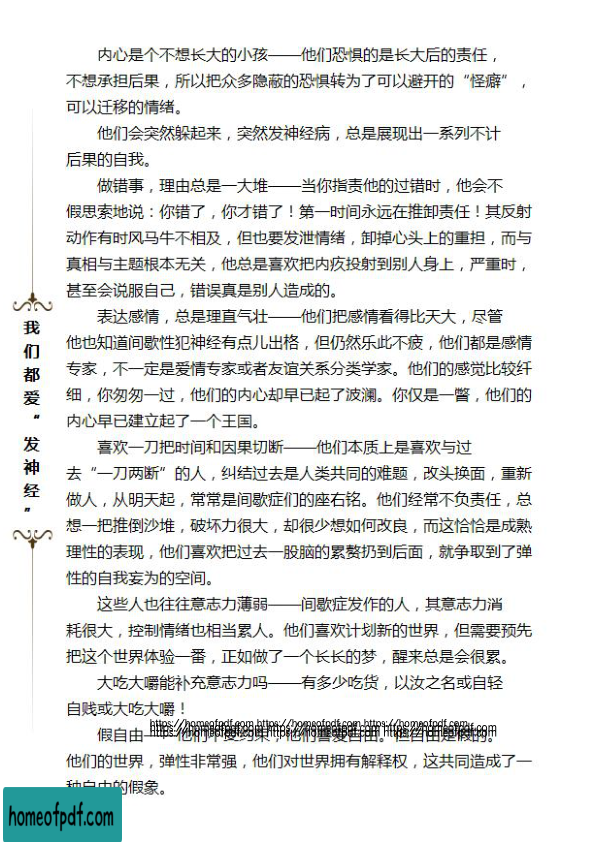 内心是个不想长大的小孩——他们恐惧的是长大后的责任，
不想承担后果，所以把众多隐蔽的恐惧转为了可以避开的“怪癖”，
可以迁移的情绪。
他们会突然躲起来，突然发神经病，总是展现出一系列不计
后果的自我。
做错事，理由总是一大堆——当你指责他的过错时，他会不
假思索地说：你错了，你才错了！第一时间永远在推卸责任！其反射
动作有时风马牛不相及，但也要发泄情绪，卸掉心头上的重担，而与
真相与主题根本无关，他总是喜欢把内疚投射到别人身上，严重时，
甚至会说服自己，错误真是别人造成的。
表达感情，总是理直气壮——他们把感情看得比天大，尽管
他也知道间歇性犯神经有点儿出格，但仍然乐此不疲，他们都是感情
专家，不一定是爱情专家或者友谊关系分类学家。他们的感觉比较纤
细，你匆匆一过，他们的内心却早已起了波澜。你仅是一瞥，他们的
内心早已建立起了一个王国。
喜欢一刀把时间和因果切断——他们本质上是喜欢与过
去“一刀两断”的人，纠结过去是人类共同的难题，改头换面，重新
做人，从明天起，常常是间歇症们的座右铭。他们经常不负责任，总
想一把推倒沙堆，破坏力很大，却很少想如何改良，而这恰恰是成熟
理性的表现，他们喜欢把过去一股脑的累赘扔到后面，就争取到了弹
性的自我妄为的空间。
这些人也往往意志力薄弱——间歇症发作的人，其意志力消
耗很大，控制情绪也相当累人。他们喜欢计划新的世界，但需要预先
把这个世界体验一番，正如做了一个长长的梦，醒来总是会很累。
大吃大嚼能补充意志力吗——有多少吃货，以汝之名或自轻
自贱或大吃大嚼！
假自由——他们不受约束，他们喜爱自由。但自由是假的。
他们的世界，弹性非常强，他们对世界拥有解释权，这共同造成了一
种自由的假象。
我们都爱“发神经”
https://homeofpdf.com https://homeofpdf.com https://homeofpdf.com
https://homeofpdf.com https://homeofpdf.com https://homeofpdf.com
homeofpdf.com